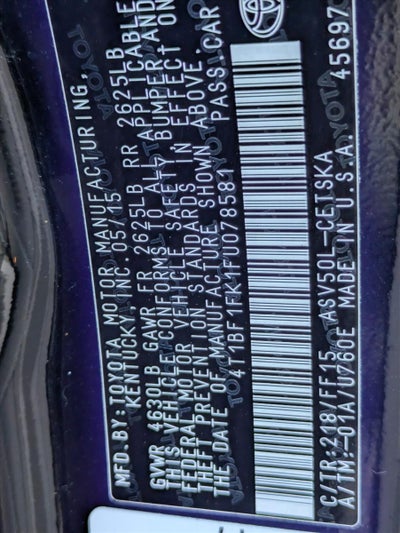 MFD. BY: TOYOTA MOTOR MANUFACTURING,
KENTUCKY, INC 05/15
GVWR 4630LB GAWR FR 2625LB RR 2625LB
THIS VEHICLE CONFORMS TO ALL APPLICABLE
FEDERAL MOTOR VEHICLE SAFETY, BUMPER AND
THEFT PREVENTION STANDARDS IN EFFECT ON
THE DATE OF MANUFACTURE SHOWN ABOVE.
4T1BF1FK1FU078581 PASS.CAR
C/TR:218/FF15 ASV50L-CETSKA
A/TM:-01A/U760E MADE IN U.S.A. 45697